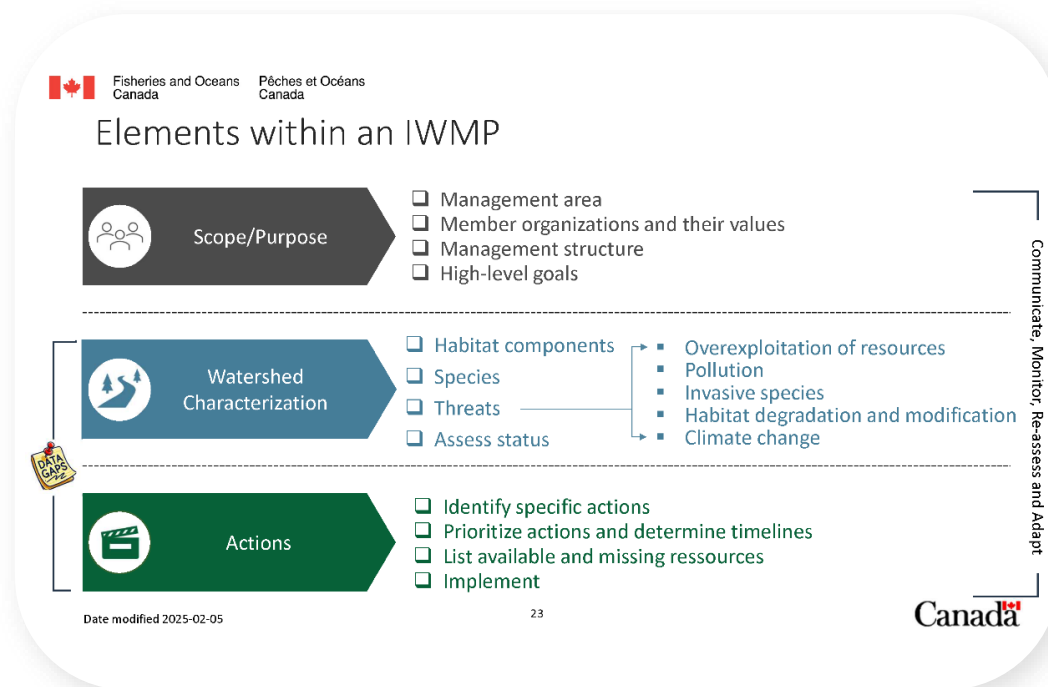 Fisheries and Oceans
Canada
Pêches et Océans
Canada
Elements within an IWMP
Scope/Purpose
Management area
Member organizations and their values
Management structure
High-level goals
Watershed
Characterization
Habitat components
Species
Threats
Assess status
Overexploitation of resources
Pollution
Invasive species
Habitat degradation and modification
Climate change
DATA
GAPS
Actions
Identify specific actions
Prioritize actions and determine timelines
List available and missing ressources
Implement
Communicate, Monitor, Re-assess and Adapt
Date modified 2025-02-05
23
Canada